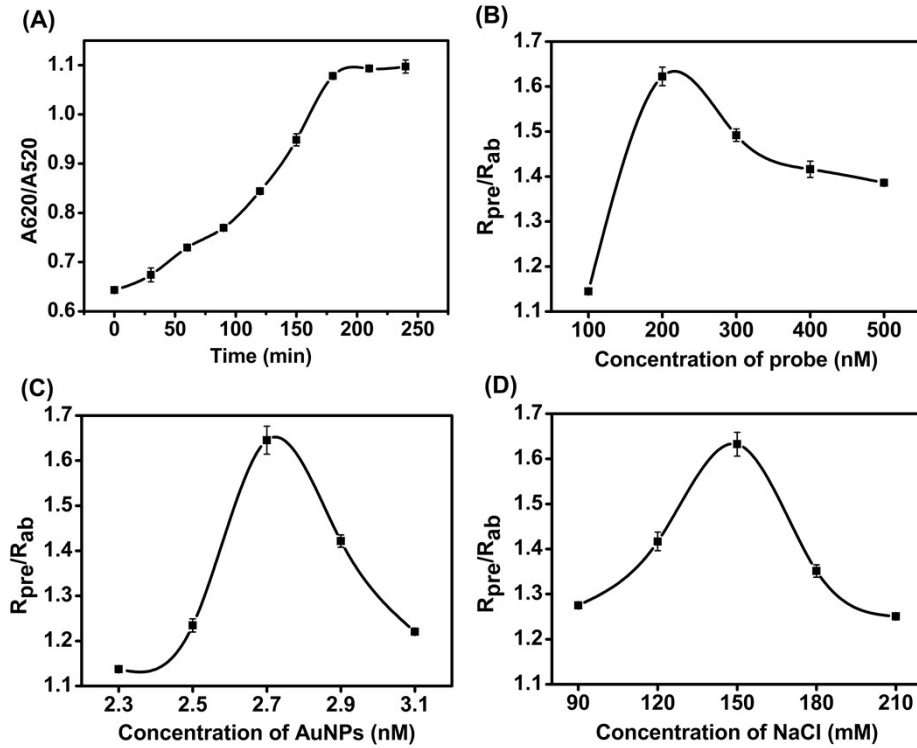 (A)
A620/A520
1.1
1.0
0.9
0.8
0.7
0.6
0 50 100 150 200 250
Time (min)
(B)
Rpre/Rab
1.7
1.6
1.5
1.4
1.3
1.2
1.1
100 200 300 400 500
Concentration of probe (nM)
(C)
Rpre/Rab
1.7
1.6
1.5
1.4
1.3
1.2
1.1
2.3 2.5 2.7 2.9 3.1
Concentration of AuNPs (nM)
(D)
Rpre/Rab
1.7
1.6
1.5
1.4
1.3
1.2
1.1
90 120 150 180 210
Concentration of NaCl (mM)